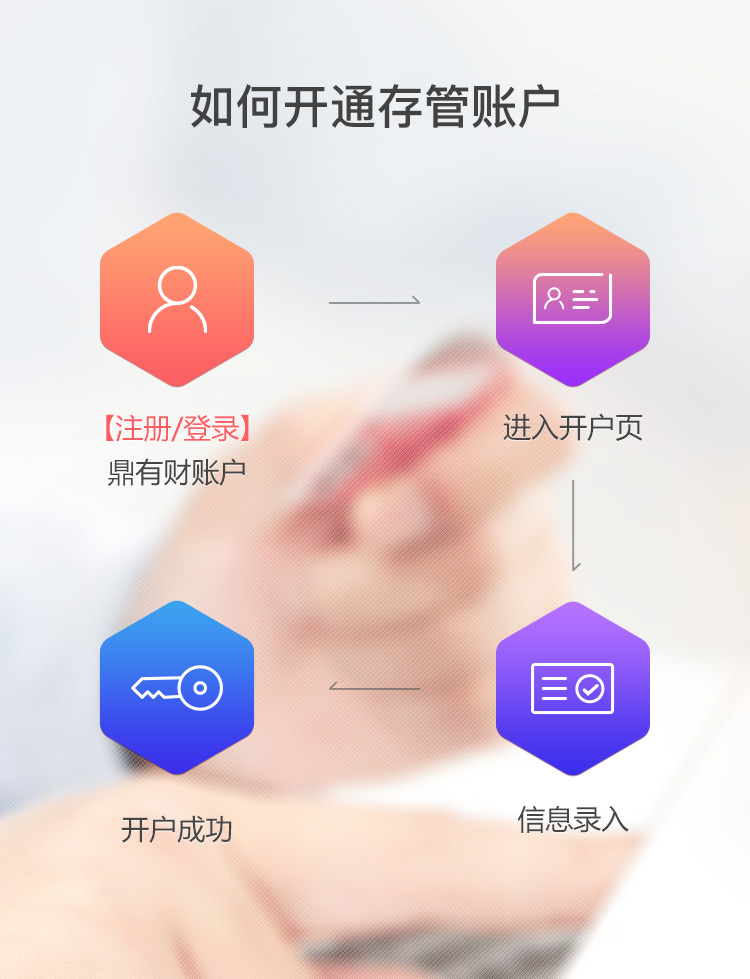 如何开通存管账户
【注册/登录】
鼎有财账户
进入开户页
信息录入
开户成功